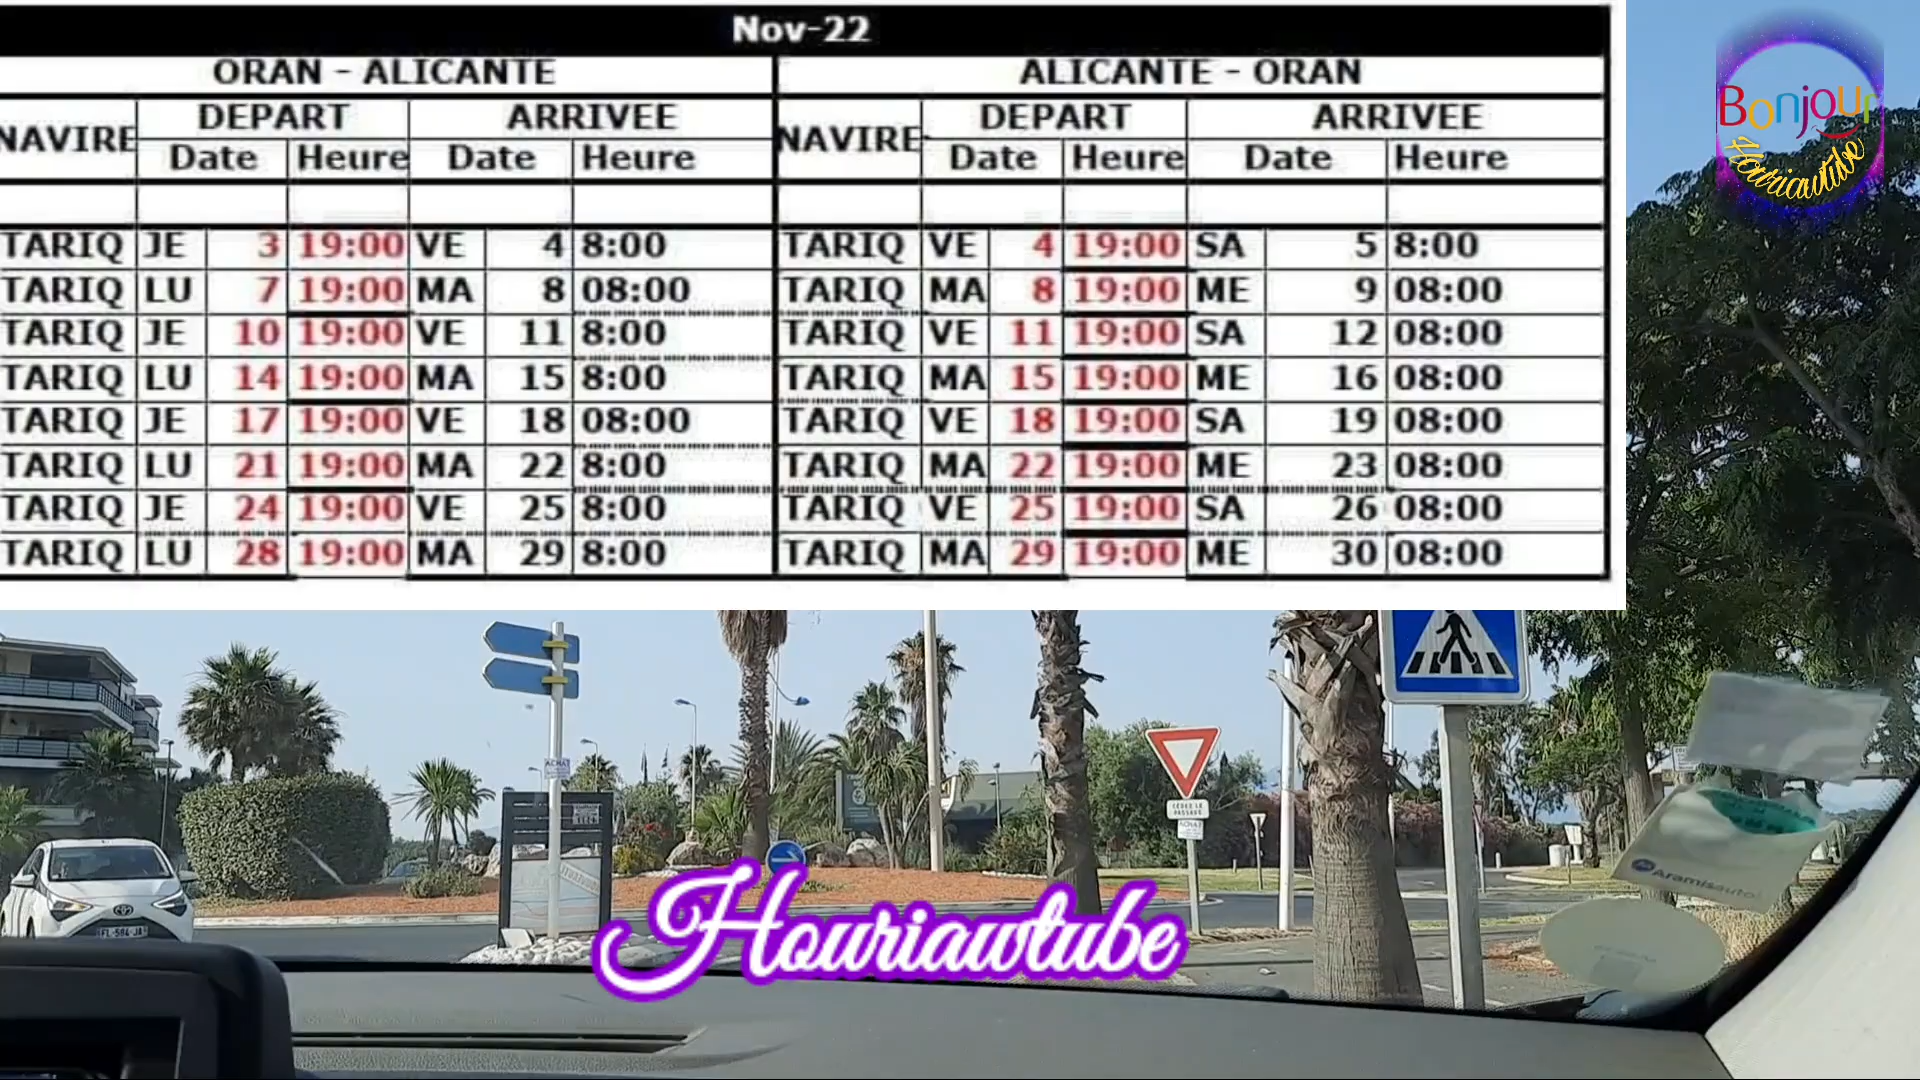 Nov-22
ORAN - ALICANTE ALICANTE - ORAN
NAVIRE DEPART ARRIVEE NAVIRE DEPART ARRIVEE
Date Heure Date Heure Date Heure Date Heure
TARIQ JE 3 19:00 VE 4 8:00 TARIQ VE 4 19:00 SA 5 8:00
TARIQ LU 7 19:00 MA 8 08:00 TARIQ MA 8 19:00 ME 9 08:00
TARIQ JE 10 19:00 VE 11 8:00 TARIQ VE 11 19:00 SA 12 08:00
TARIQ LU 14 19:00 MA 15 8:00 TARIQ MA 15 19:00 ME 16 08:00
TARIQ JE 17 19:00 VE 18 08:00 TARIQ VE 18 19:00 SA 19 08:00
TARIQ LU 21 19:00 MA 22 8:00 TARIQ MA 22 19:00 ME 23 08:00
TARIQ JE 24 19:00 VE 25 8:00 TARIQ VE 25 19:00 SA 26 08:00
TARIQ LU 28 19:00 MA 29 8:00 TARIQ MA 29 19:00 ME 30 08:00
Bonjour
Houriawtube
CÉDEZ LE
PASSAGE
Aramisauto
FL-584-JA
Houriawtube